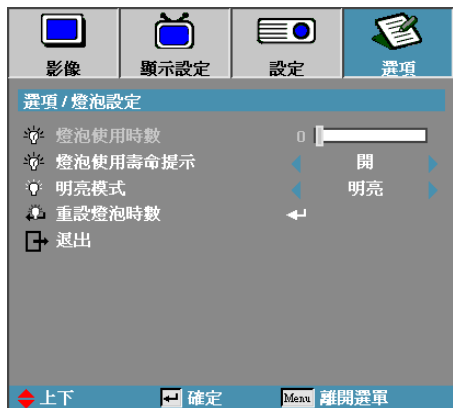 影像 顯示設定 設定 選項
選項 / 燈泡設定
燈泡使用時數 0
燈泡使用壽命提示 開
明亮模式 明亮
重設燈泡時數
退出
上下 確定 Menu 離開選單